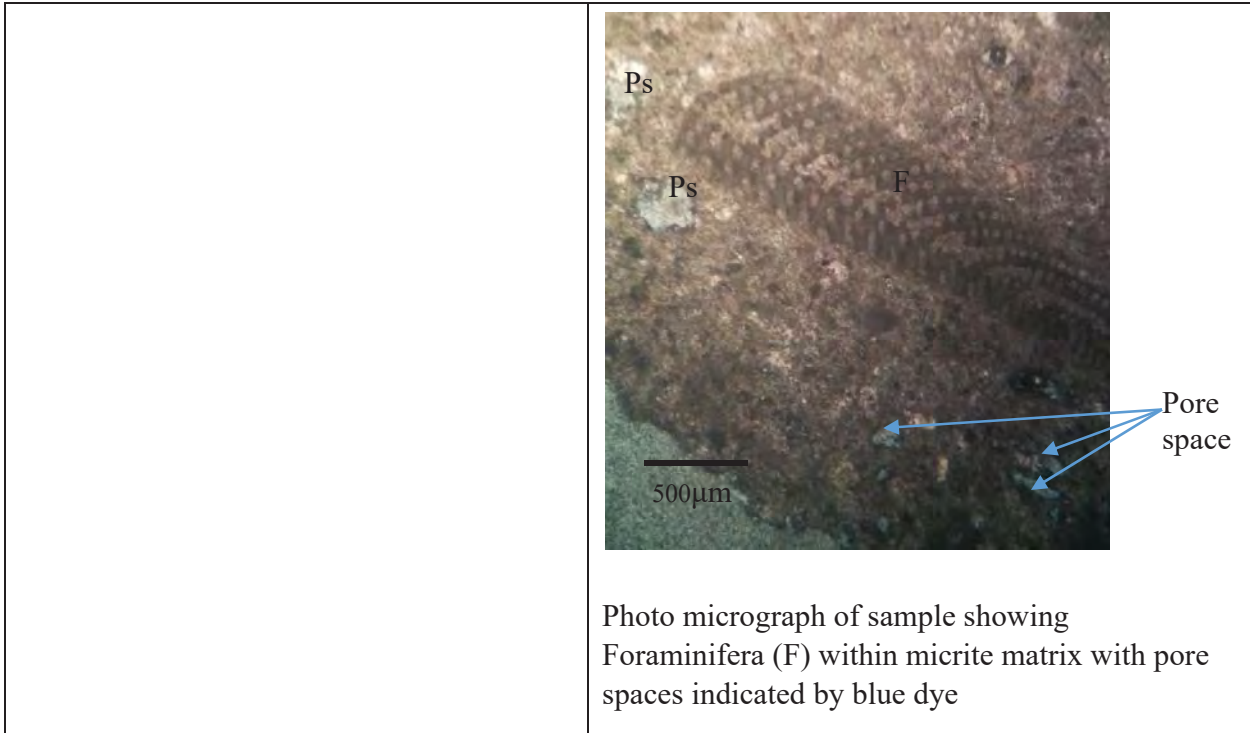 Ps
Ps
F
Pore
space
500µm
Photo micrograph of sample showing
Foraminifera (F) within micrite matrix with pore
spaces indicated by blue dye